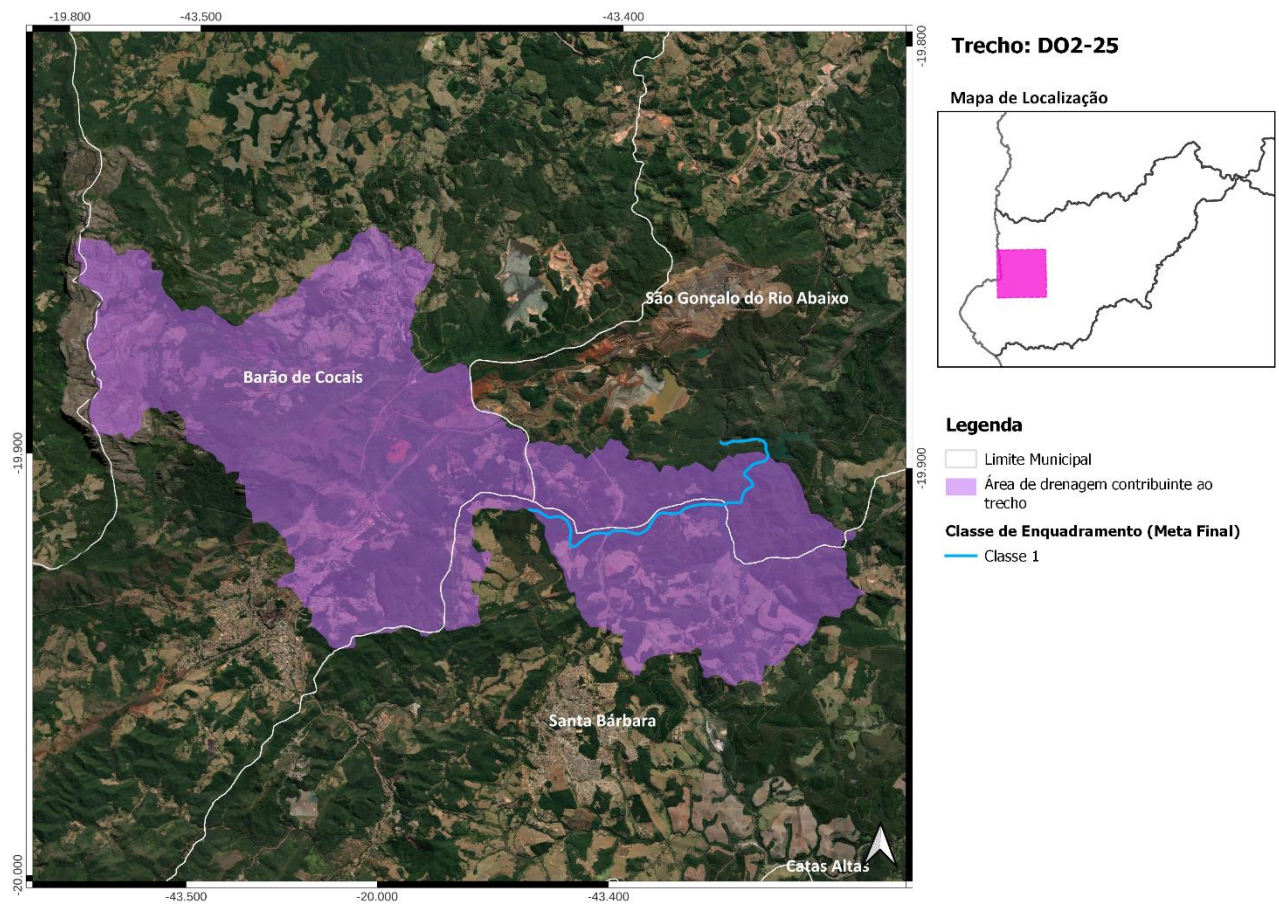 -19.800
-43.500
-43.400
-19.800
Trecho: DO2-25
Mapa de Localização
São Gonçalo do Rio Abaixo
Barão de Cocais
Legenda
-19.900
-19.900
Limite Municipal
Área de drenagem contribuinte ao
trecho
Classe de Enquadramento (Meta Final)
Classe 1
Santa Bárbara
Catas Altas
-20.000
-43.500
-20.000
-43.400